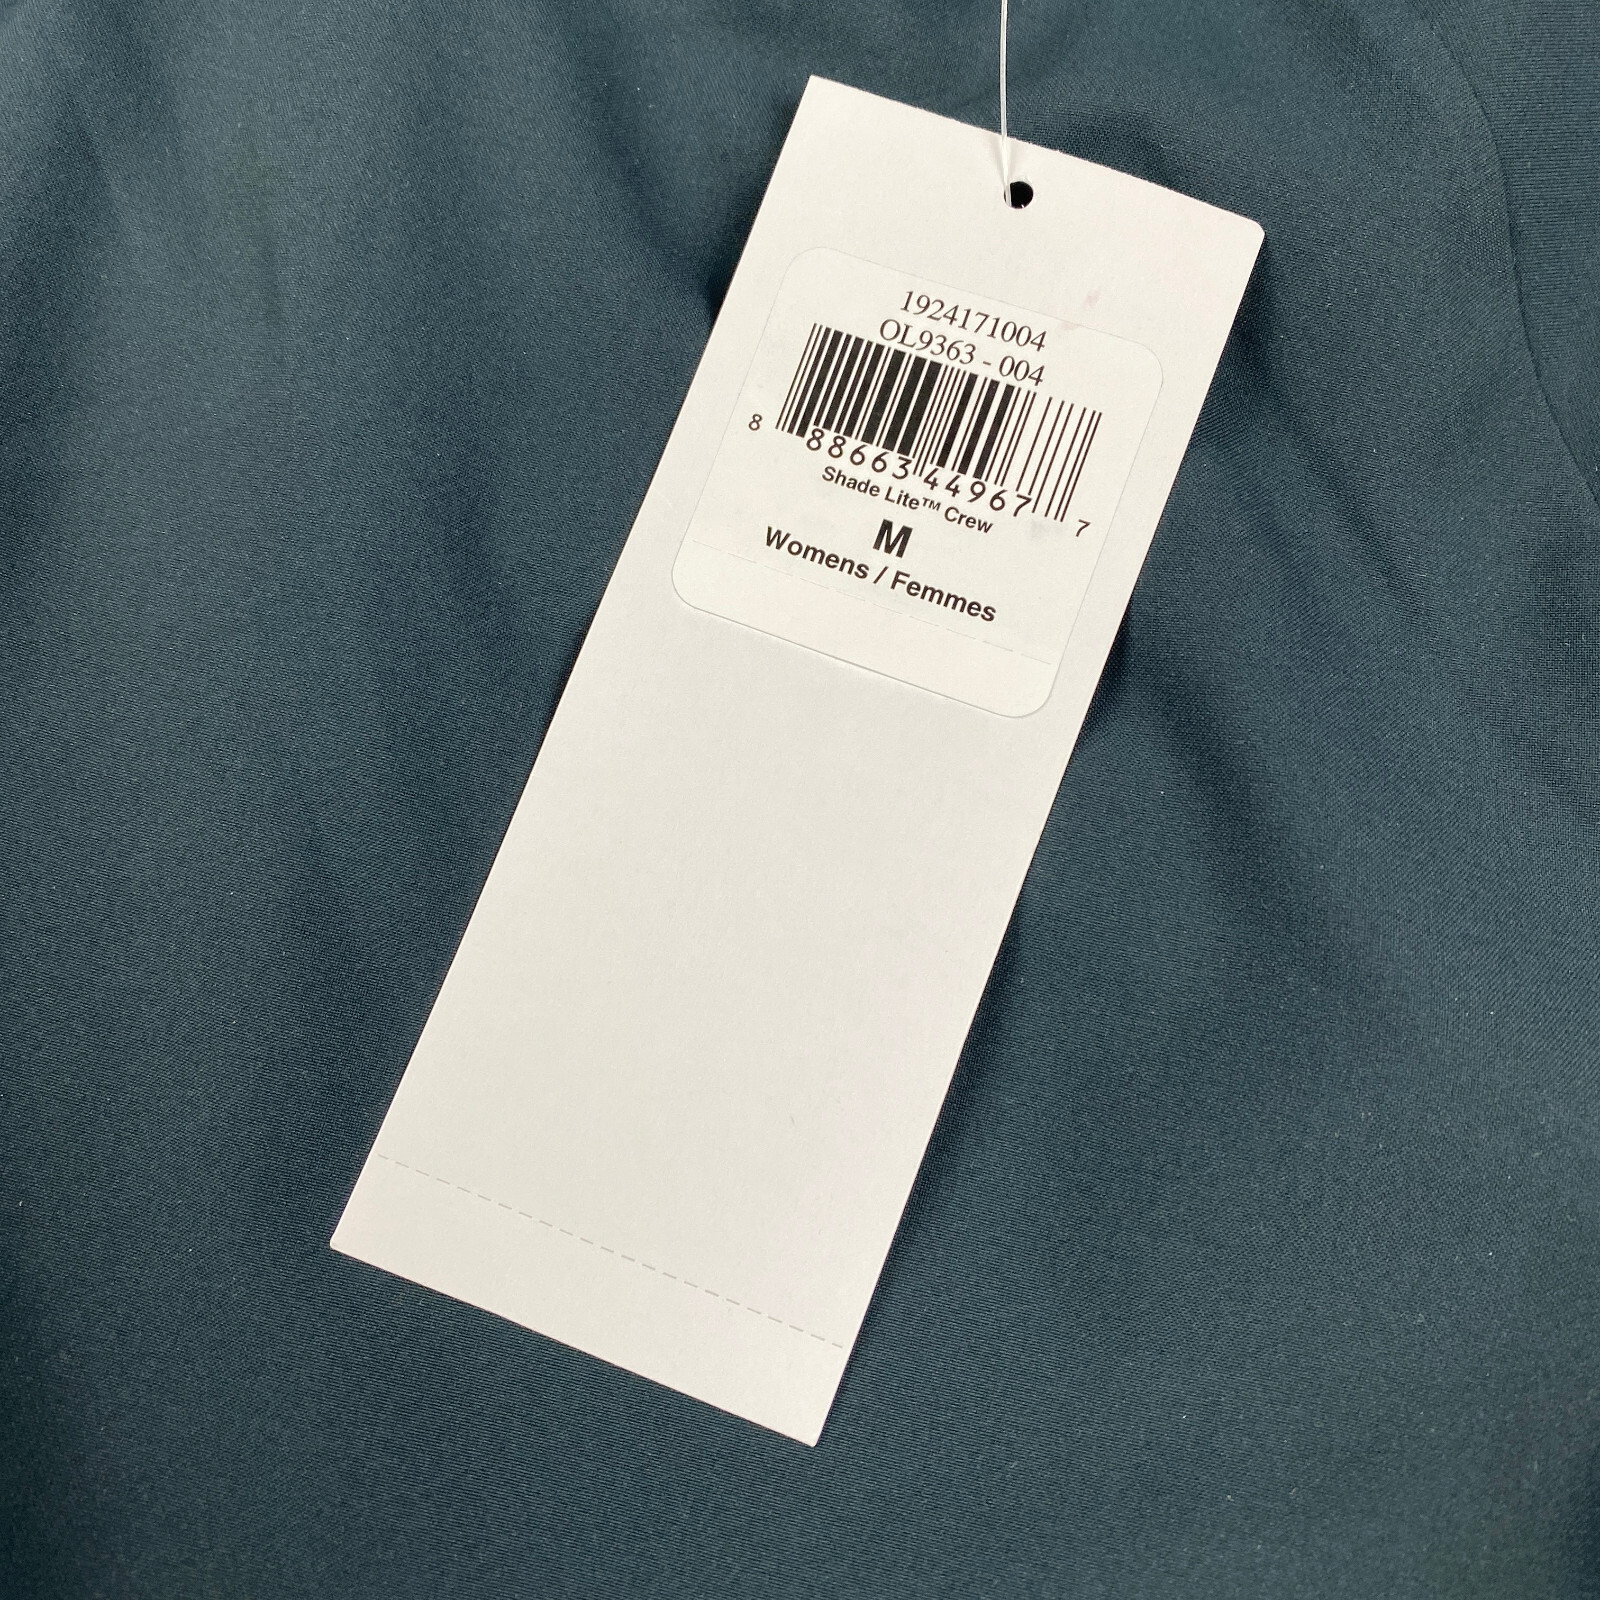 1924171004
OL9363 - 004
8 88663 44967 7
Shade Lite™ Crew
M
Womens / Femmes